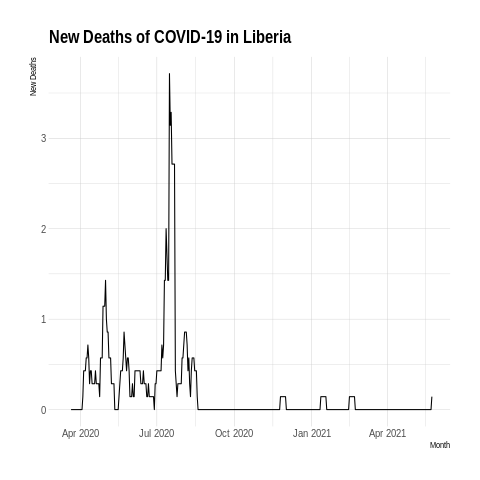 New Deaths of COVID-19 in Liberia
New Deaths
3
2
1
0
Apr 2020 Jul 2020 Oct 2020 Jan 2021 Apr 2021
Month